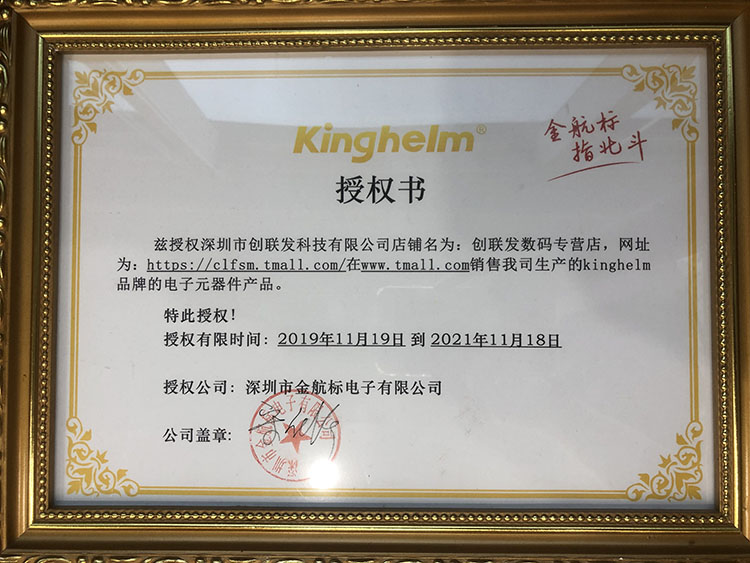 Kinghelm®
金航标
指北斗
授权书
兹授权深圳市创联发科技有限公司店铺名为：创联发数码专营店，网址
为：https://clfsm.tmall.com/在www.tmall.com销售我司生产的kinghelm
品牌的电子元器件产品。
特此授权！
授权有限时间：2019年11月19日 到 2021年11月18日
授权公司：深圳市金航标电子有限公司
公司盖章：